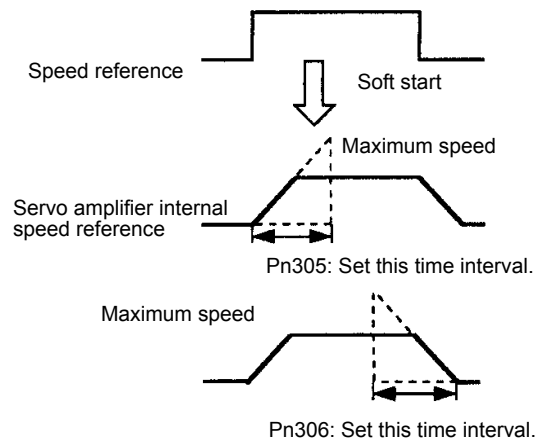 Speed reference
Soft start
Maximum speed
Servo amplifier internal
speed reference
Pn305: Set this time interval.
Maximum speed
Pn306: Set this time interval.